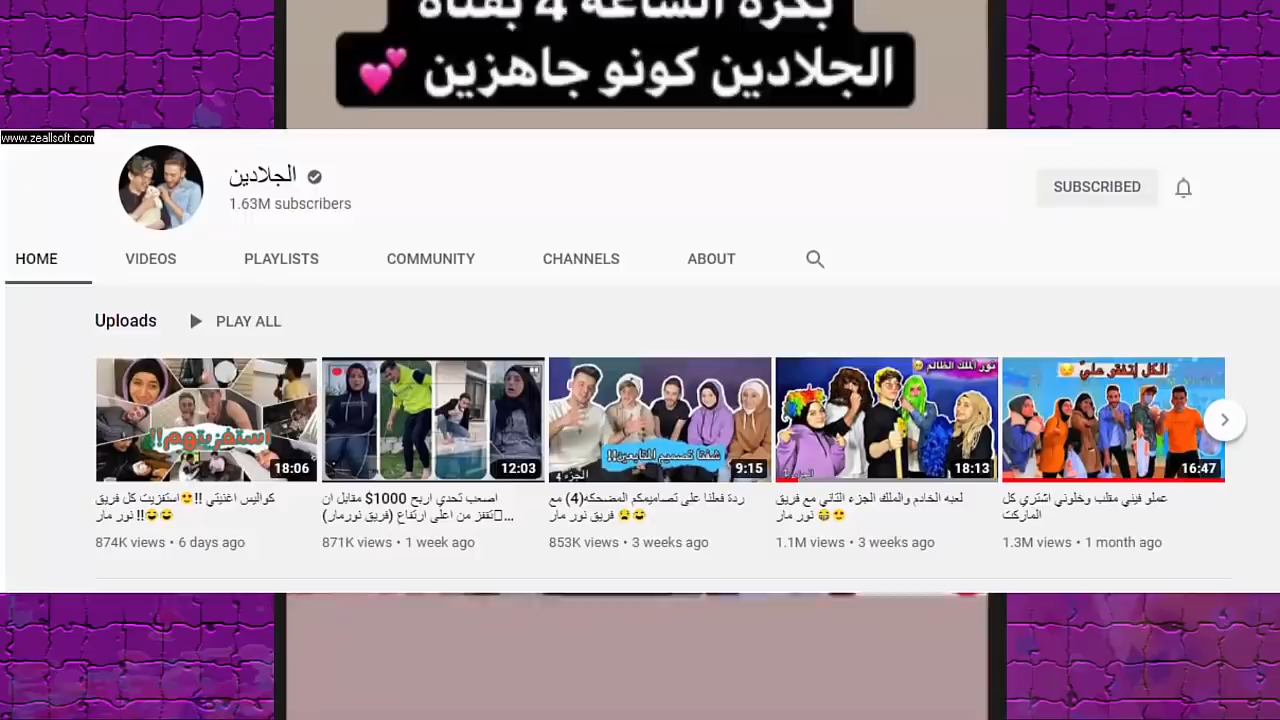 بكرة الساعة 4 بقناة
الجلادين كونو جاهزين 💕
www.zeallsoft.com
الجلادين
1.63M subscribers
SUBSCRIBED
HOME VIDEOS PLAYLISTS COMMUNITY CHANNELS ABOUT
Uploads PLAY ALL
استفزيتهم!!
18:06
12:03
شفنا تصميم المتابعين!!
الجزء 4
9:15
نور الملك الظالم
18:13
الكل إتفق عليّ 😔
16:47
كواليس اغنيتي !!😍استفزيت كل فريق
نور مار !!😂😂
874K views • 6 days ago
اصعب تحدي اربح 1000$ مقابل ان
تقفز من اعلى ارتفاع (فريق نورمار)...
871K views • 1 week ago
ردة فعلنا على تصاميمكم المضحكه(4) مع
فريق نور مار 😭😂
853K views • 3 weeks ago
لعبه الخادم والملك الجزء التاني مع فريق
نور مار 😂😍
1.1M views • 3 weeks ago
عملو فيني مقلب وخلوني اشتري كل
الماركت
1.3M views • 1 month ago